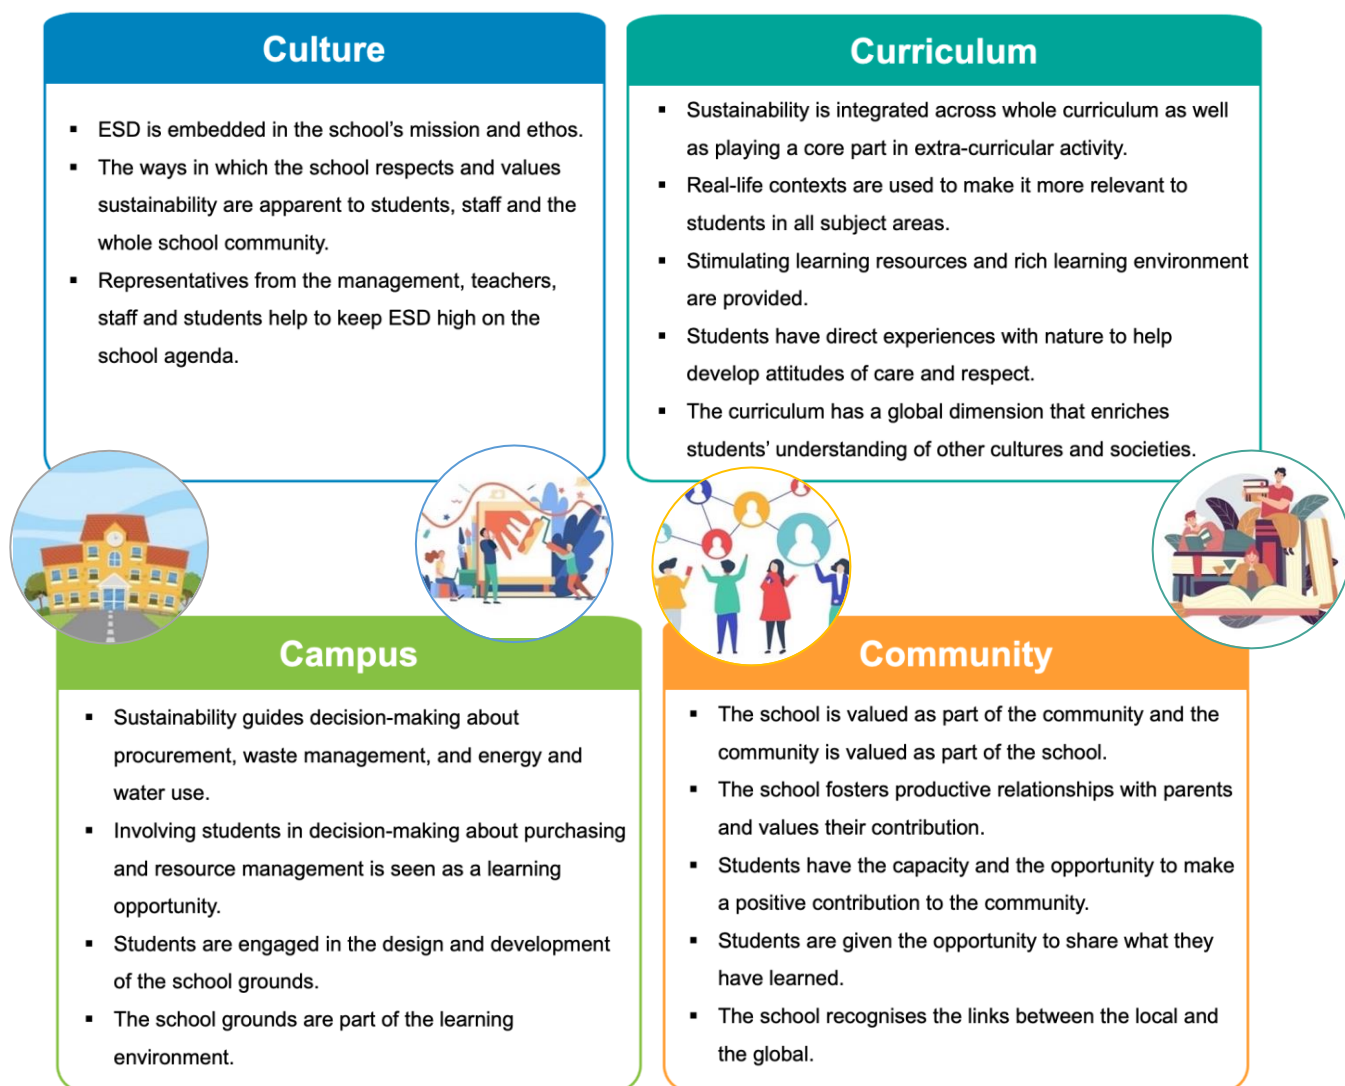 Culture
▪ ESD is embedded in the school’s mission and ethos.
▪ The ways in which the school respects and values
sustainability are apparent to students, staff and the
whole school community.
▪ Representatives from the management, teachers,
staff and students help to keep ESD high on the
school agenda.
Curriculum
▪ Sustainability is integrated across whole curriculum as well
as playing a core part in extra-curricular activity.
▪ Real-life contexts are used to make it more relevant to
students in all subject areas.
▪ Stimulating learning resources and rich learning environment
are provided.
▪ Students have direct experiences with nature to help
develop attitudes of care and respect.
▪ The curriculum has a global dimension that enriches
students’ understanding of other cultures and societies.
Campus
▪ Sustainability guides decision-making about
procurement, waste management, and energy and
water use.
▪ Involving students in decision-making about purchasing
and resource management is seen as a learning
opportunity.
▪ Students are engaged in the design and development
of the school grounds.
▪ The school grounds are part of the learning
environment.
Community
▪ The school is valued as part of the community and the
community is valued as part of the school.
▪ The school fosters productive relationships with parents
and values their contribution.
▪ Students have the capacity and the opportunity to make
a positive contribution to the community.
▪ Students are given the opportunity to share what they
have learned.
▪ The school recognises the links between the local and
the global.